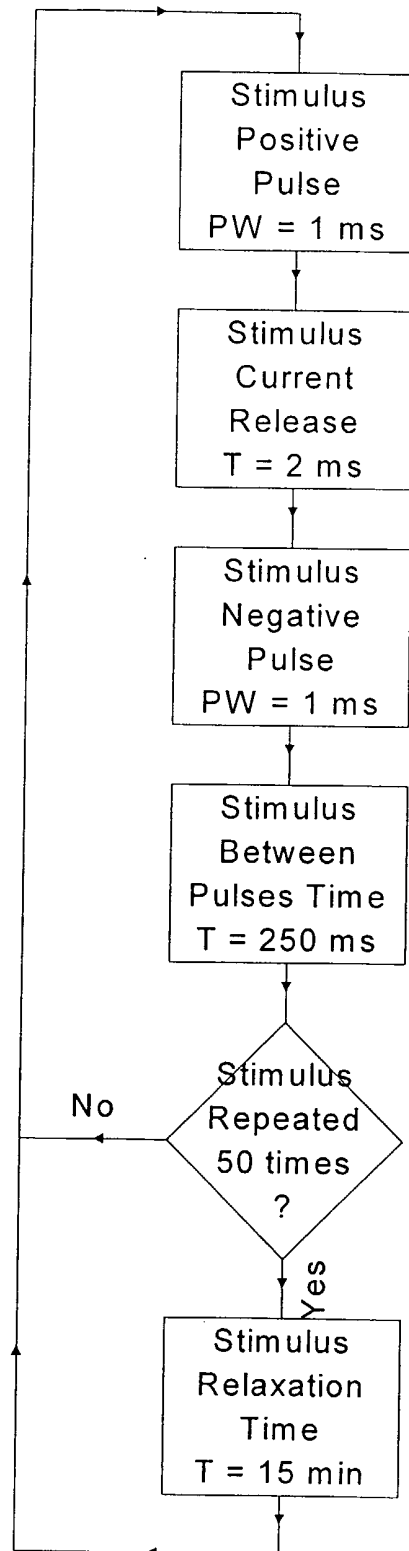 Stimulus
Positive
Pulse
PW = 1 ms
Stimulus
Current
Release
T = 2 ms
Stimulus
Negative
Pulse
PW = 1 ms
Stimulus
Between
Pulses Time
T = 250 ms
Stimulus
Repeated
50 times
?
No
Yes
Stimulus
Relaxation
Time
T = 15 min